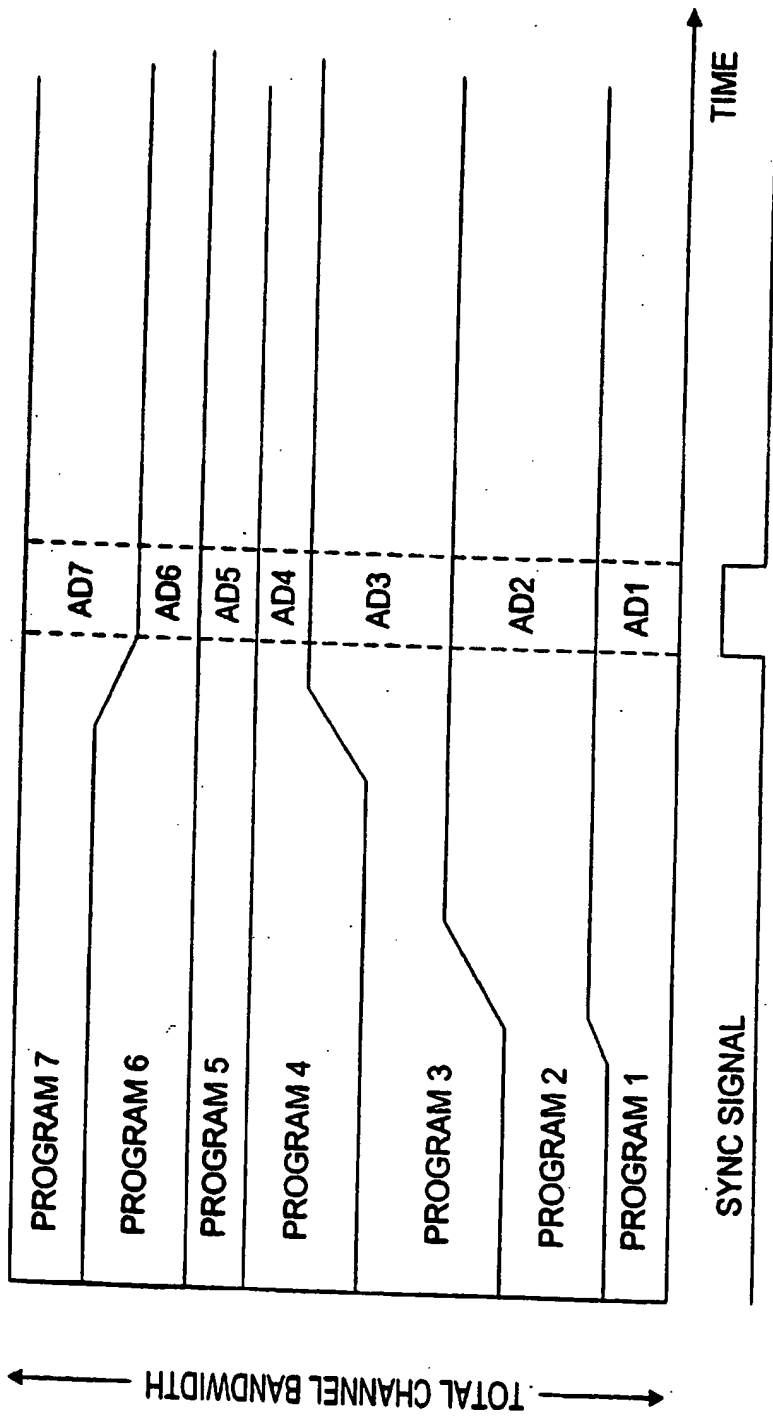 TOTAL CHANNEL BANDWIDTH
PROGRAM 7
AD7
PROGRAM 6
AD6
PROGRAM 5
AD5
PROGRAM 4
AD4
PROGRAM 3
AD3
PROGRAM 2
AD2
PROGRAM 1
AD1
TIME
SYNC SIGNAL